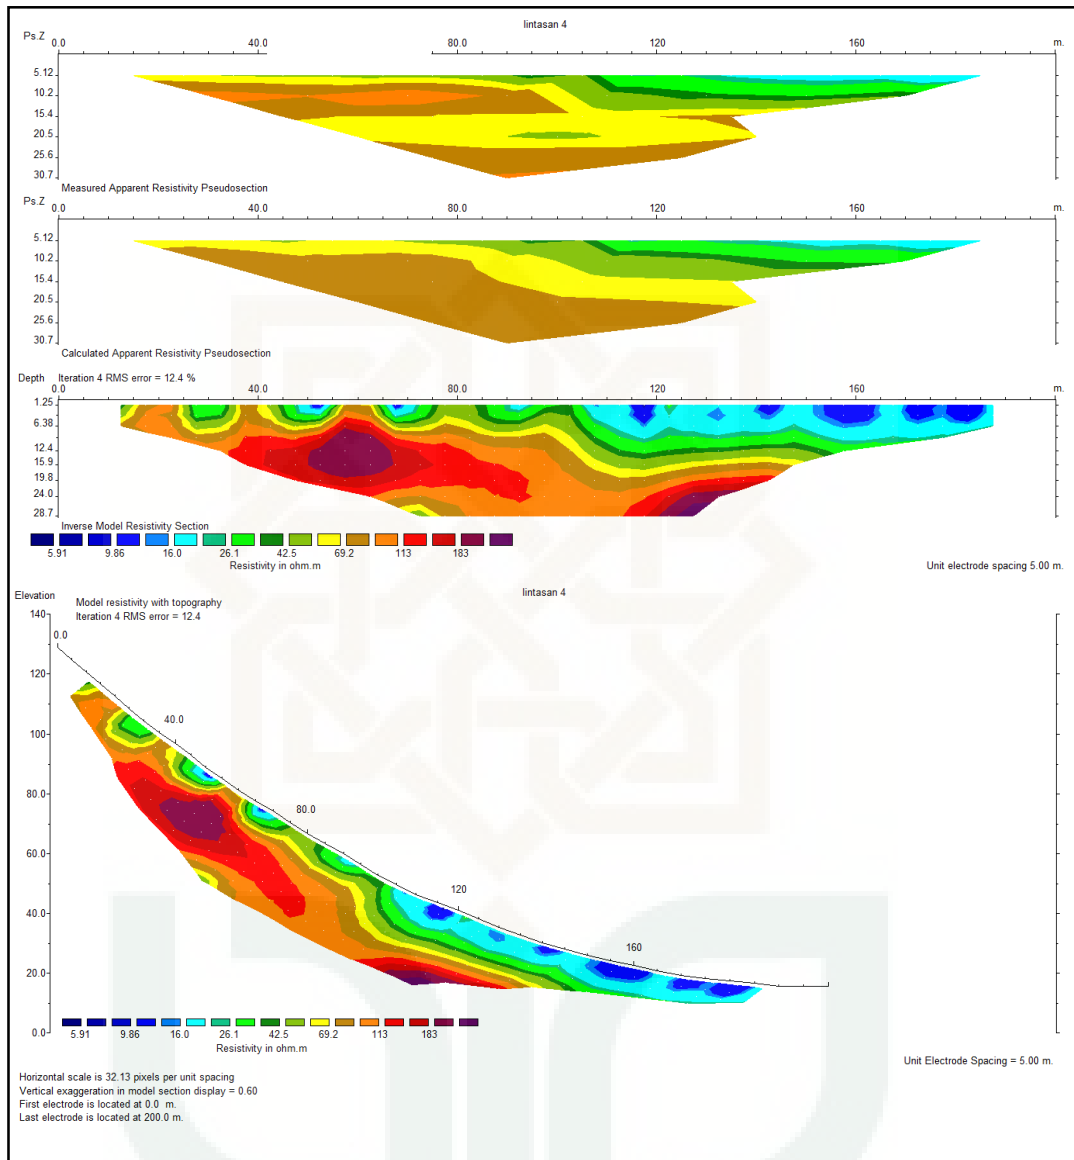 lintasan 4
Ps.Z 0.0 40.0 80.0 120 160 m.
5.12
10.2
15.4
20.5
25.6
30.7
Measured Apparent Resistivity Pseudosection
Ps.Z 0.0 40.0 80.0 120 160 m.
5.12
10.2
15.4
20.5
25.6
30.7
Calculated Apparent Resistivity Pseudosection
Depth Iteration 4 RMS error = 12.4 %
0.0 40.0 80.0 120 160 m.
1.25
6.38
12.4
15.9
19.8
24.0
28.7
Inverse Model Resistivity Section
5.91 9.86 16.0 26.1 42.5 69.2 113 183
Resistivity in ohm.m
Unit electrode spacing 5.00 m.
lintasan 4
Elevation
Model resistivity with topography
Iteration 4 RMS error = 12.4
140
120
100
80.0
60.0
40.0
20.0
0.0
0.0
40.0
80.0
120
160
5.91 9.86 16.0 26.1 42.5 69.2 113 183
Resistivity in ohm.m
Unit Electrode Spacing = 5.00 m.
Horizontal scale is 32.13 pixels per unit spacing
Vertical exaggeration in model section display = 0.60
First electrode is located at 0.0 m.
Last electrode is located at 200.0 m.